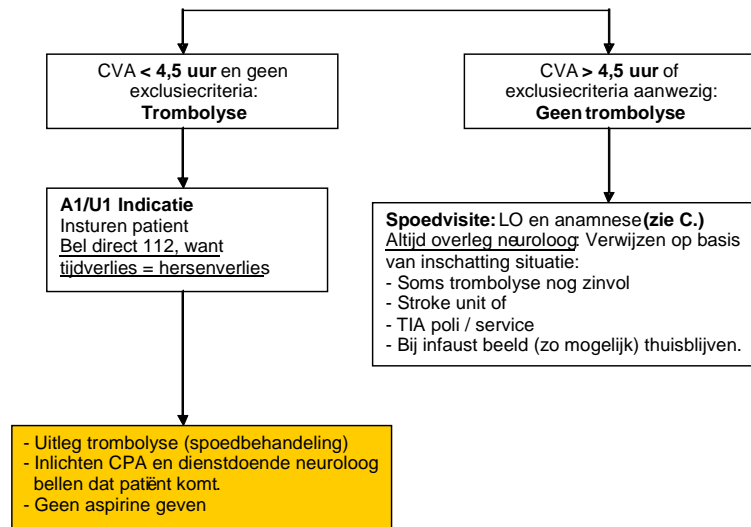 CVA < 4,5 uur en geen
exclusiecriteria:
Trombolyse
CVA > 4,5 uur of
exclusiecriteria aanwezig:
Geen trombolyse
A1/U1 Indicatie
Insturen patient
Bel direct 112, want
tijdverlies = hersenverlies
Spoedvisite: LO en anamnese (zie C.)
Altijd overleg neuroloog: Verwijzen op basis
van inschatting situatie:
- Soms trombolyse nog zinvol
- Stroke unit of
- TIA poli / service
- Bij infaust beeld (zo mogelijk) thuisblijven.
- Uitleg trombolyse (spoedbehandeling)
- Inlichten CPA en dienstdoende neuroloog
bellen dat patiënt komt.
- Geen aspirine geven